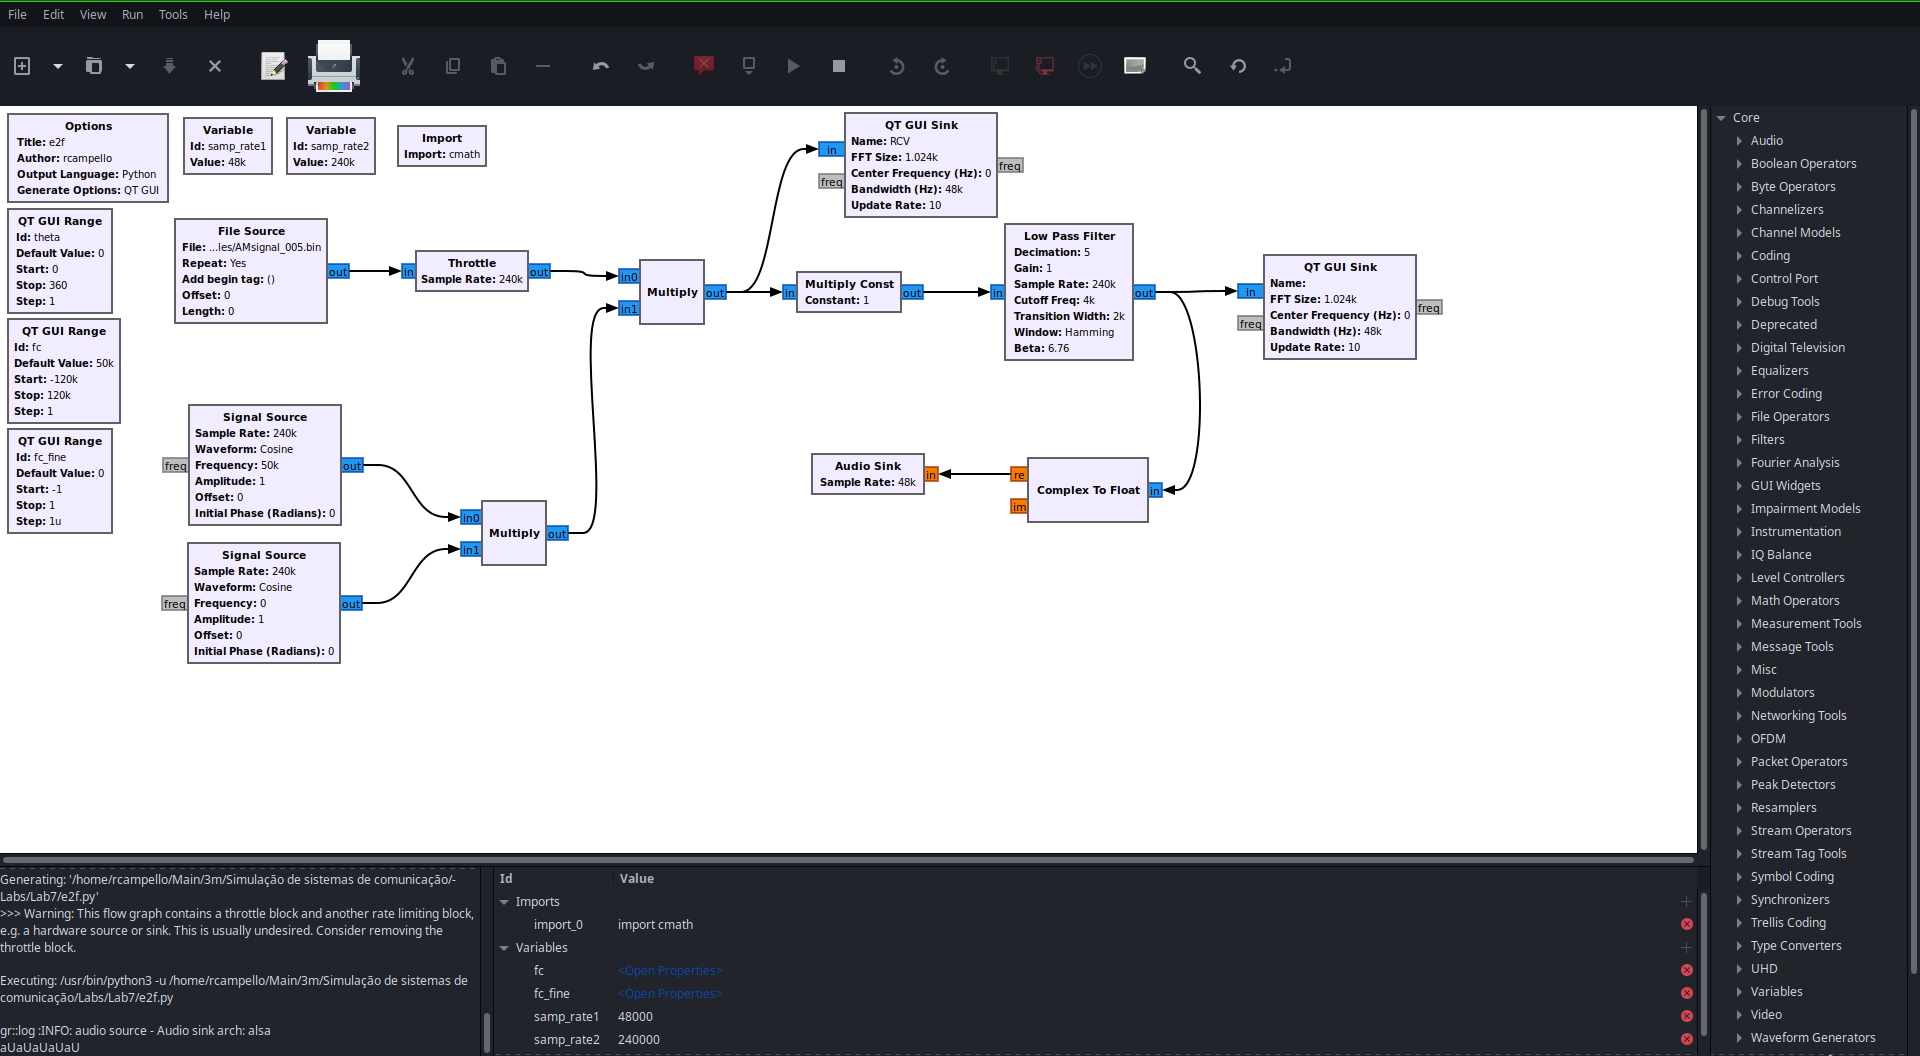 File Edit View Run Tools Help
Options
Title: e2f
Author: rcampello
Output Language: Python
Generate Options: QT GUI
Variable
Id: samp_rate1
Value: 48k
Variable
Id: samp_rate2
Value: 240k
Import
Import: cmath
QT GUI Range
Id: theta
Default Value: 0
Start: 0
Stop: 360
Step: 1
QT GUI Range
Id: fc
Default Value: 50k
Start: -120k
Stop: 120k
Step: 1
QT GUI Range
Id: fc_fine
Default Value: 0
Start: -1
Stop: 1
Step: 1u
File Source
File: ...les/AMsignal_005.bin
Repeat: Yes
Add begin tag: ()
Offset: 0
Length: 0
out
in
Throttle
Sample Rate: 240k
out
in0
in1
Multiply
out
in
freq
QT GUI Sink
Name: RCV
FFT Size: 1.024k
Center Frequency (Hz): 0
Bandwidth (Hz): 48k
Update Rate: 10
freq
in
Multiply Const
Constant: 1
out
in
Low Pass Filter
Decimation: 5
Gain: 1
Sample Rate: 240k
Cutoff Freq: 4k
Transition Width: 2k
Window: Hamming
Beta: 6.76
out
in
freq
QT GUI Sink
Name:
FFT Size: 1.024k
Center Frequency (Hz): 0
Bandwidth (Hz): 48k
Update Rate: 10
freq
freq
Signal Source
Sample Rate: 240k
Waveform: Cosine
Frequency: 50k
Amplitude: 1
Offset: 0
Initial Phase (Radians): 0
out
freq
Signal Source
Sample Rate: 240k
Waveform: Cosine
Frequency: 0
Amplitude: 1
Offset: 0
Initial Phase (Radians): 0
out
in0
in1
Multiply
out
Audio Sink
Sample Rate: 48k
in
re
im
Complex To Float
in
Core
Audio
Boolean Operators
Byte Operators
Channelizers
Channel Models
Coding
Control Port
Debug Tools
Deprecated
Digital Television
Equalizers
Error Coding
File Operators
Filters
Fourier Analysis
GUI Widgets
Impairment Models
Instrumentation
IQ Balance
Level Controllers
Math Operators
Measurement Tools
Message Tools
Misc
Modulators
Networking Tools
OFDM
Packet Operators
Peak Detectors
Resamplers
Stream Operators
Stream Tag Tools
Symbol Coding
Synchronizers
Trellis Coding
Type Converters
UHD
Variables
Video
Waveform Generators
Generating: '/home/rcampello/Main/3m/Simulação de sistemas de comunicação/-
Labs/Lab7/e2f.py'
>>> Warning: This flow graph contains a throttle block and another rate limiting block,
e.g. a hardware source or sink. This is usually undesired. Consider removing the
throttle block.
Executing: /usr/bin/python3 -u /home/rcampello/Main/3m/Simulação de sistemas de
comunicação/Labs/Lab7/e2f.py
gr::log :INFO: audio source - Audio sink arch: alsa
aUaUaUaUaU
Id Value
Imports
import_0 import cmath
Variables
fc <Open Properties>
fc_fine <Open Properties>
samp_rate1 48000
samp_rate2 240000